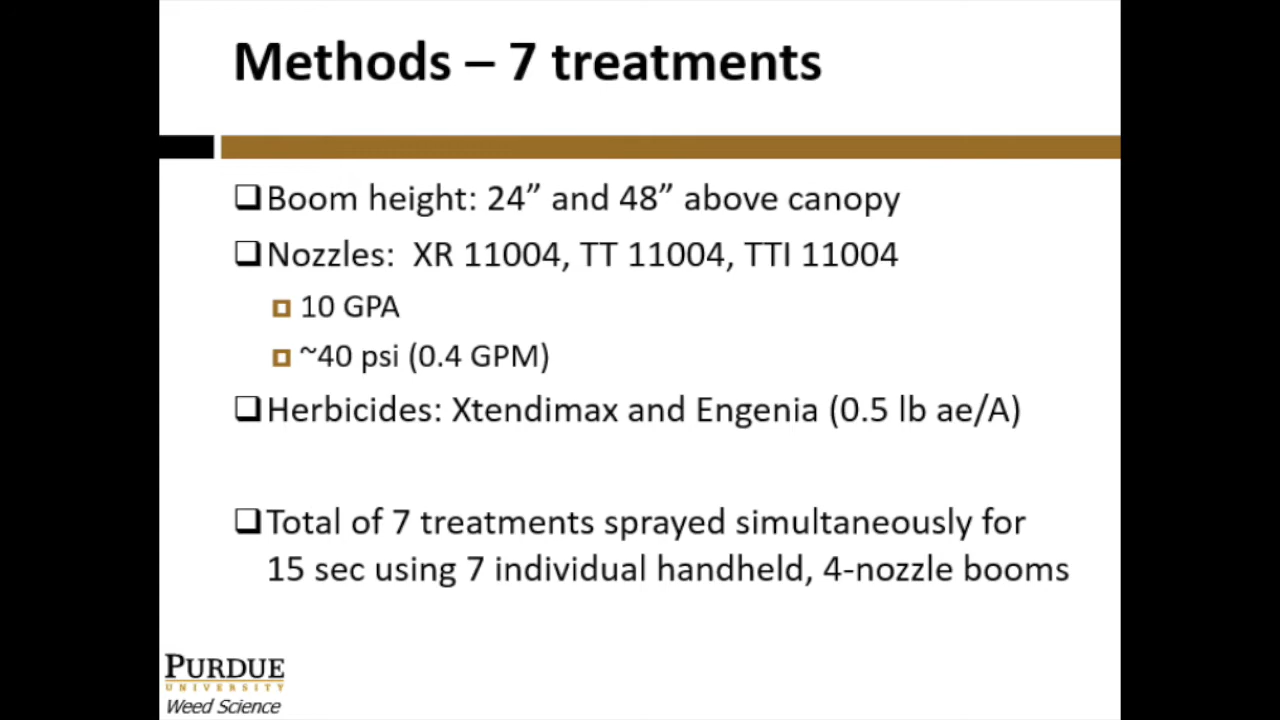 Methods – 7 treatments
Boom height: 24” and 48” above canopy
Nozzles: XR 11004, TT 11004, TTI 11004
10 GPA
~40 psi (0.4 GPM)
Herbicides: Xtendimax and Engenia (0.5 lb ae/A)
Total of 7 treatments sprayed simultaneously for
15 sec using 7 individual handheld, 4-nozzle booms
PURDUE
UNIVERSITY
Weed Science